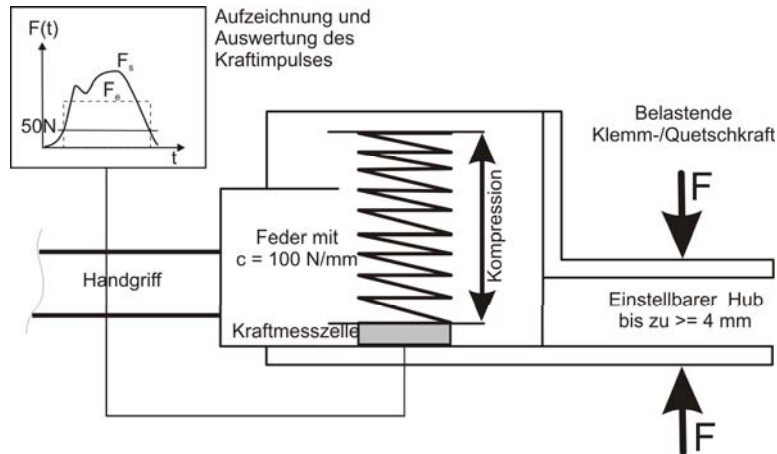 Aufzeichnung und
Auswertung des
Kraftimpulses
F(t)
Fs
Fe
50N
t
Belastende
Klemm-/Quetschkraft
F
Kompression
Feder mit
c = 100 N/mm
Handgriff
Einstellbarer Hub
bis zu >= 4 mm
Kraftmesszelle
F